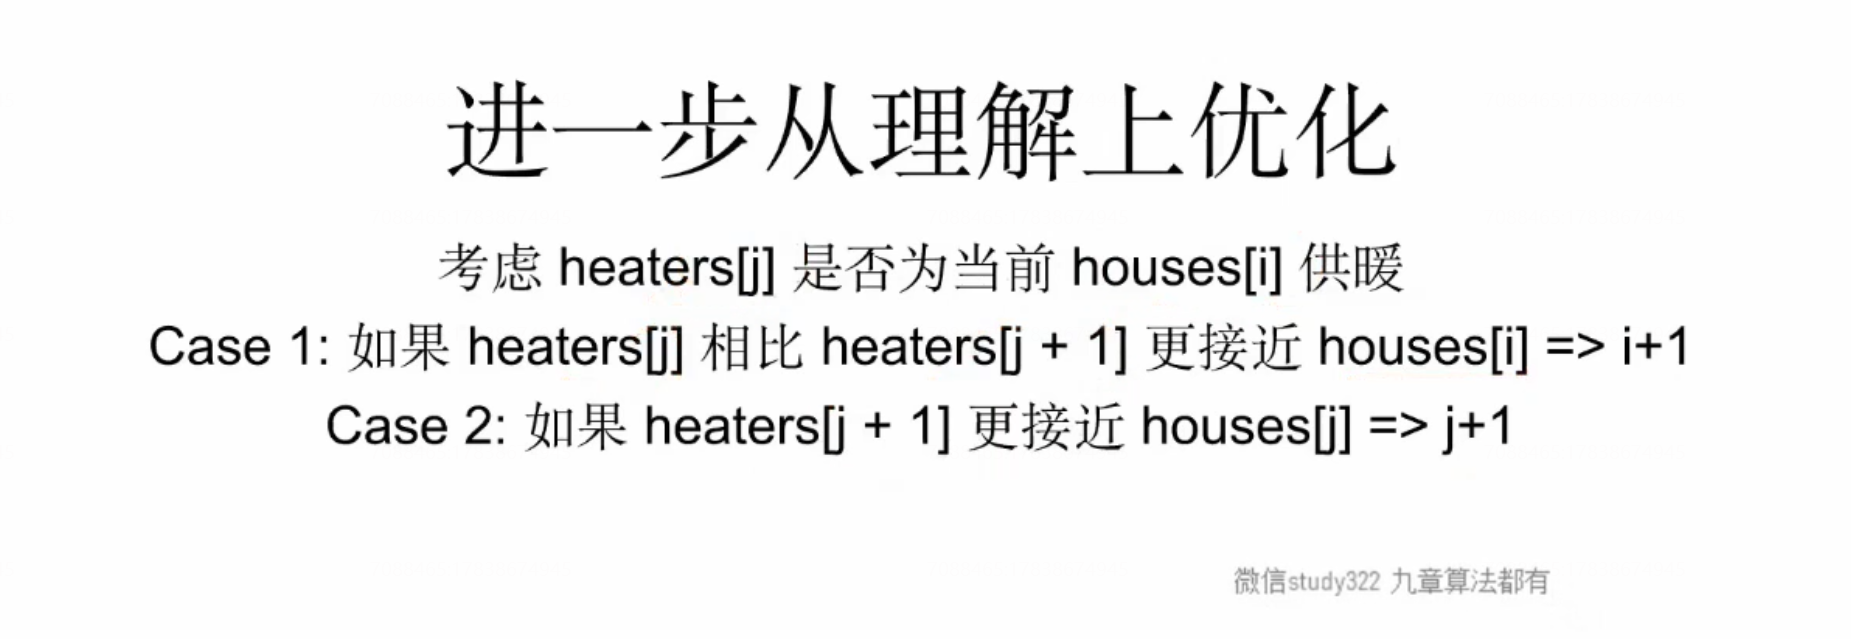 进一步从理解上优化
考虑 heaters[j] 是否为当前 houses[i] 供暖
Case 1: 如果 heaters[j] 相比 heaters[j + 1] 更接近 houses[i] => i+1
Case 2: 如果 heaters[j + 1] 更接近 houses[j] => j+1
微信study322 九章算法都有